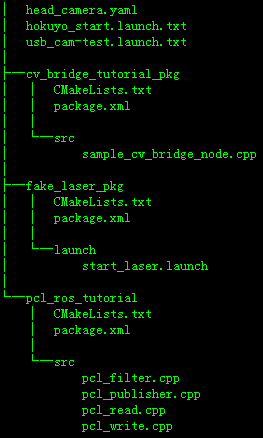 head_camera.yaml
hokuyo_start.launch.txt
usb_cam-test.launch.txt
cv_bridge_tutorial_pkg
CMakeLists.txt
package.xml
src
sample_cv_bridge_node.cpp
fake_laser_pkg
CMakeLists.txt
package.xml
launch
start_laser.launch
pcl_ros_tutorial
CMakeLists.txt
package.xml
src
pcl_filter.cpp
pcl_publisher.cpp
pcl_read.cpp
pcl_write.cpp